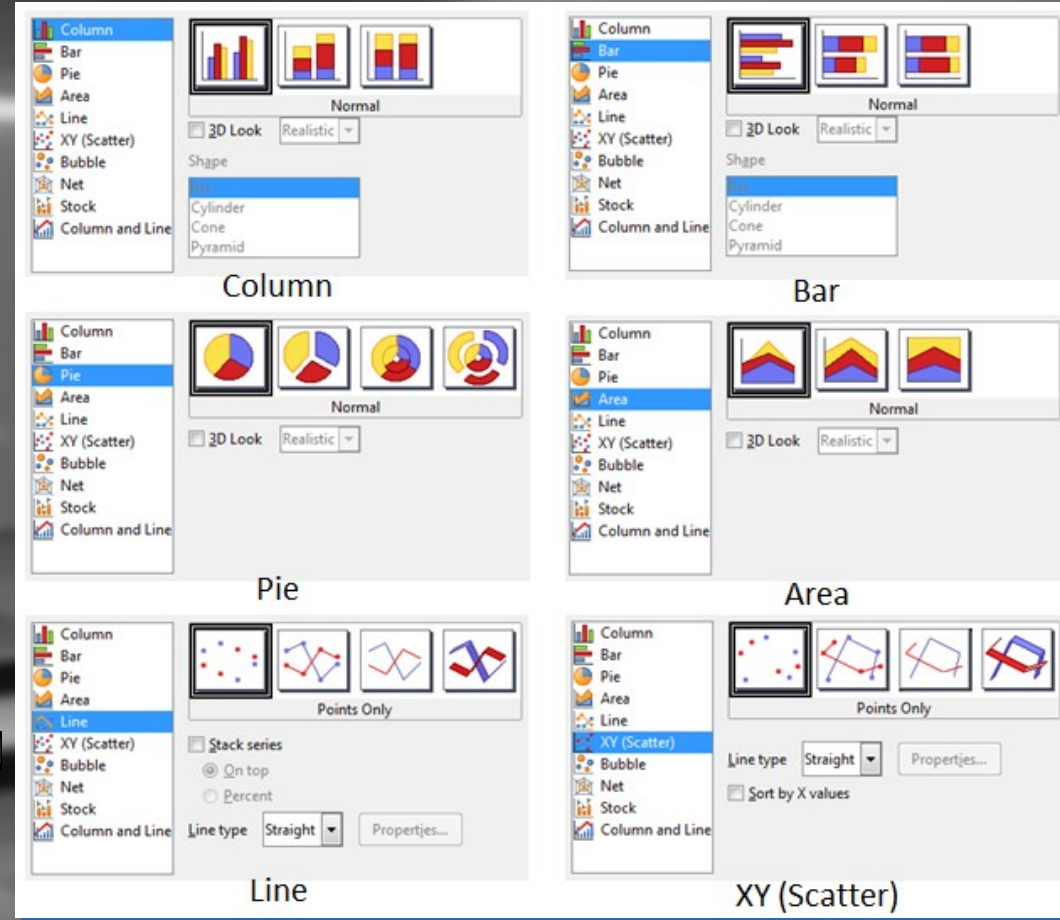 Column
Bar
Pie
Area
Line
XY (Scatter)
Bubble
Net
Stock
Column and Line
Normal
3D Look
Realistic
Shape
Bar
Cylinder
Cone
Pyramid
Column
Column
Bar
Pie
Area
Line
XY (Scatter)
Bubble
Net
Stock
Column and Line
Normal
3D Look
Realistic
Shape
Bar
Cylinder
Cone
Pyramid
Bar
Column
Bar
Pie
Area
Line
XY (Scatter)
Bubble
Net
Stock
Column and Line
Normal
3D Look
Realistic
Pie
Column
Bar
Pie
Area
Line
XY (Scatter)
Bubble
Net
Stock
Column and Line
Normal
3D Look
Realistic
Area
Column
Bar
Pie
Area
Line
XY (Scatter)
Bubble
Net
Stock
Column and Line
Points Only
Stack series
On top
Percent
Line type Straight Properties...
Line
Column
Bar
Pie
Area
Line
XY (Scatter)
Bubble
Net
Stock
Column and Line
Points Only
Line type Straight Properties...
Sort by X values
XY (Scatter)